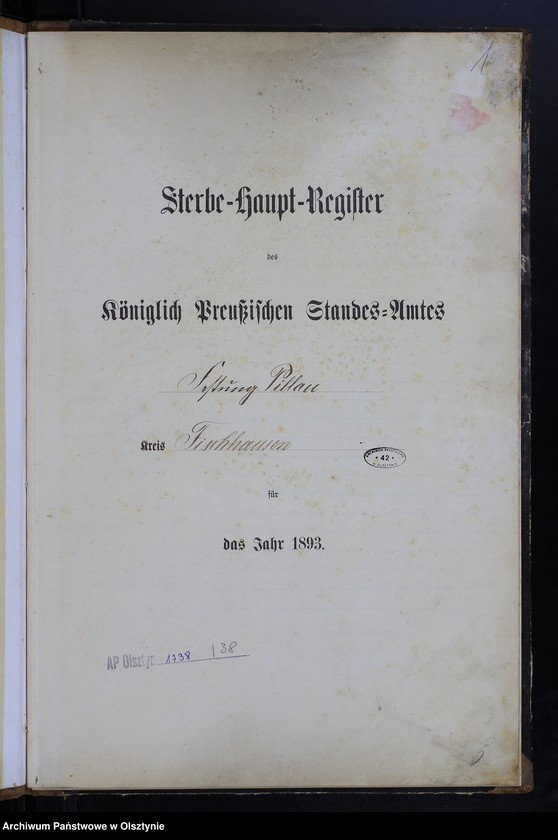 1
Sterbe-Haupt-Register
des
Königlich Preußischen Standes-Amtes
Festung Pillau
Kreis Fischhausen
42
für
das Jahr 1893.
AP Olsztyn 1738 138
Archiwum Państwowe w Olsztynie